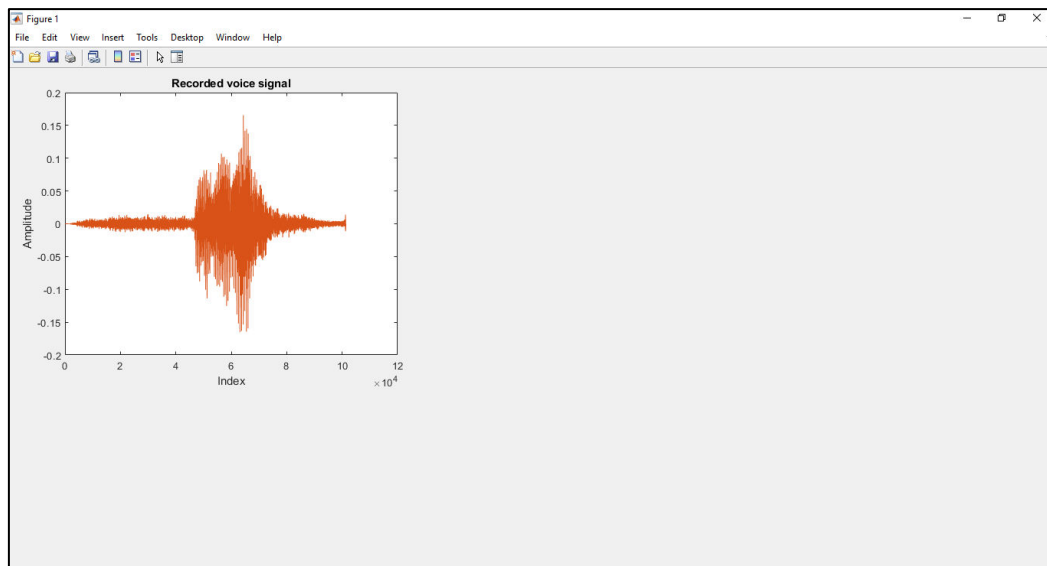 Figure 1
File Edit View Insert Tools Desktop Window Help
Recorded voice signal
0.2
0.15
0.1
0.05
0
-0.05
-0.1
-0.15
-0.2
Amplitude
0 2 4 6 8 10 12
Index
× 10^4